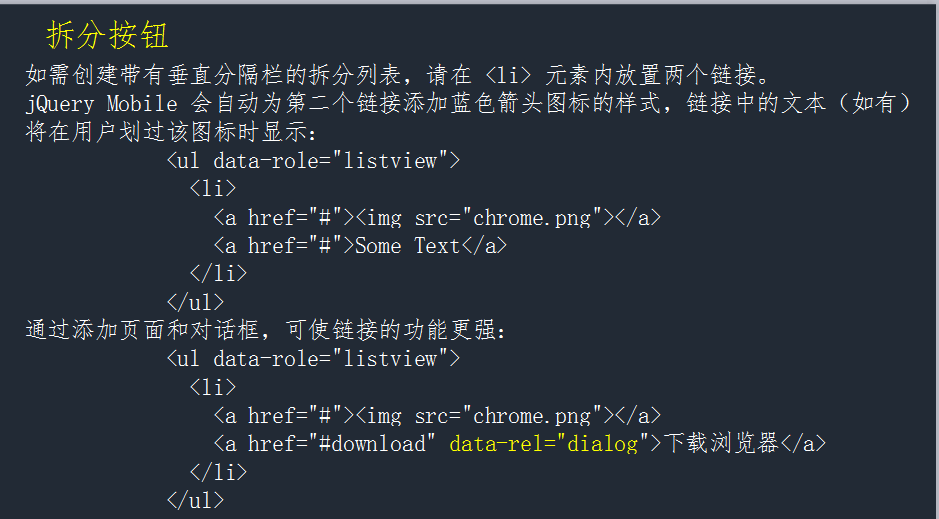 拆分按钮
如需创建带有垂直分隔栏的拆分列表，请在 <li> 元素内放置两个链接。
jQuery Mobile 会自动为第二个链接添加蓝色箭头图标的样式，链接中的文本（如有）
将在用户划过该图标时显示：
<ul data-role="listview">
<li>
<a href="#"><img src="chrome.png"></a>
<a href="#">Some Text</a>
</li>
</ul>
通过添加页面和对话框，可使链接的功能更强：
<ul data-role="listview">
<li>
<a href="#"><img src="chrome.png"></a>
<a href="#download" data-rel="dialog">下载浏览器</a>
</li>
</ul>